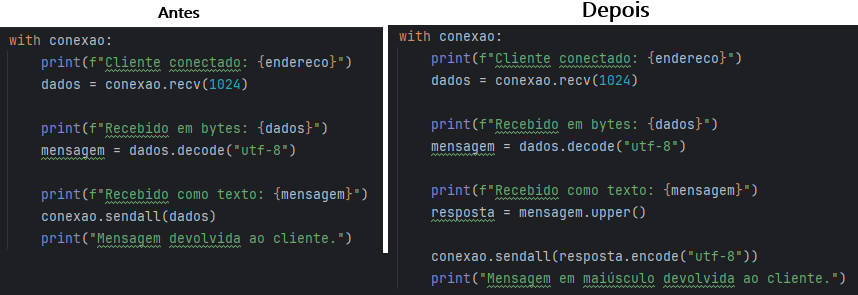 Antes
with conexao:
    print(f"Cliente conectado: {endereco}")
    dados = conexao.recv(1024)
    print(f"Recebido em bytes: {dados}")
    mensagem = dados.decode("utf-8")
    print(f"Recebido como texto: {mensagem}")
    conexao.sendall(dados)
    print("Mensagem devolvida ao cliente.")
Depois
with conexao:
    print(f"Cliente conectado: {endereco}")
    dados = conexao.recv(1024)
    print(f"Recebido em bytes: {dados}")
    mensagem = dados.decode("utf-8")
    print(f"Recebido como texto: {mensagem}")
    resposta = mensagem.upper()
    conexao.sendall(resposta.encode("utf-8"))
    print("Mensagem em maiúsculo devolvida ao cliente.")